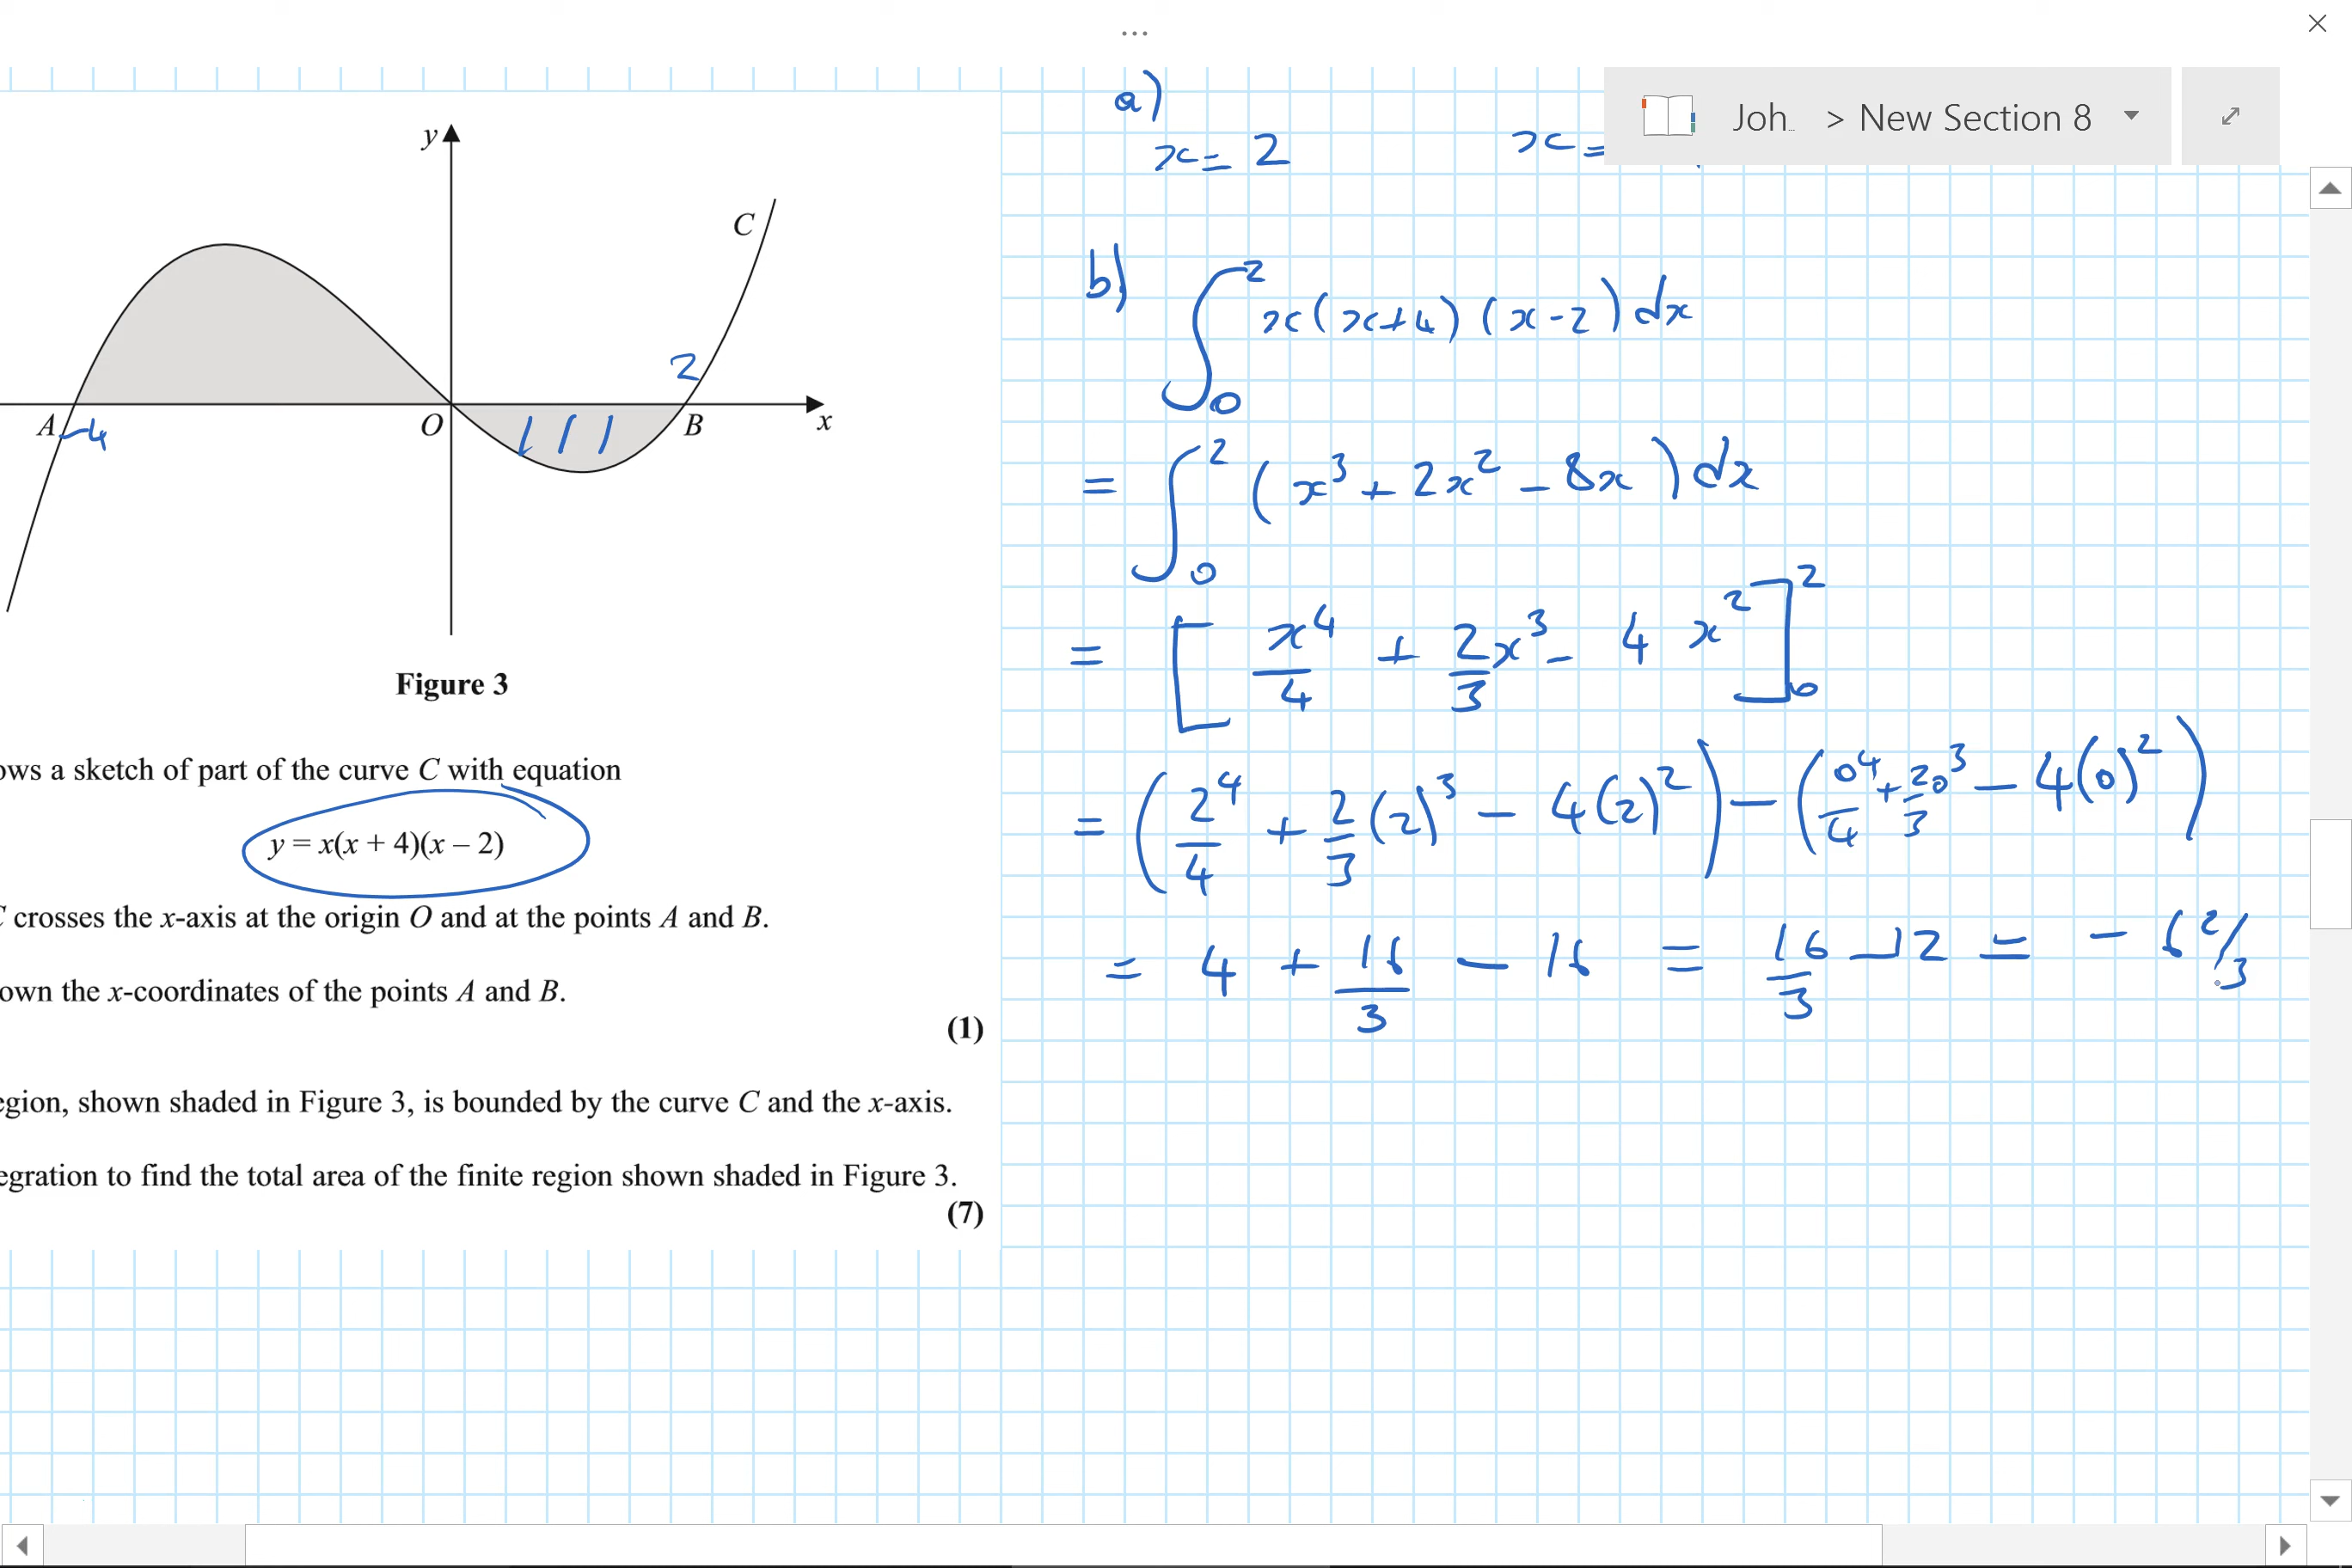 Joh... > New Section 8
y
C
2
A
-4
O
B
x
Figure 3
ows a sketch of part of the curve C with equation
y = x(x + 4)(x – 2)
crosses the x-axis at the origin O and at the points A and B.
own the x-coordinates of the points A and B.
(1)
egion, shown shaded in Figure 3, is bounded by the curve C and the x-axis.
egration to find the total area of the finite region shown shaded in Figure 3.
(7)
a)
x = 2 x =
b) ∫₀² x(x+4)(x-2) dx
= ∫₀² (x³ + 2x² - 8x) dx
= [x⁴/4 + 2/3 x³ - 4x²]₀²
= (2⁴/4 + 2/3 (2)³ - 4(2)²) - (0⁴/4 + 2/3 0³ - 4(0)²)
= 4 + 16/3 - 16 = 16/3 - 12 = - 6 2/3